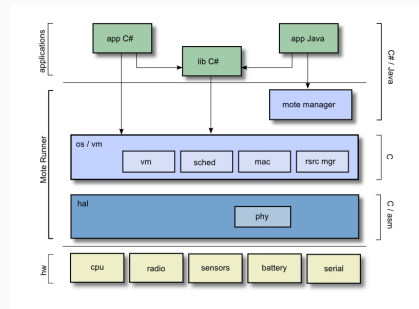 applications
app C#
lib C#
app Java
C# / Java
Mote Runner
mote manager
os / vm
vm
sched
mac
rsrc mgr
C
hal
phy
C / asm
hw
cpu
radio
sensors
battery
serial